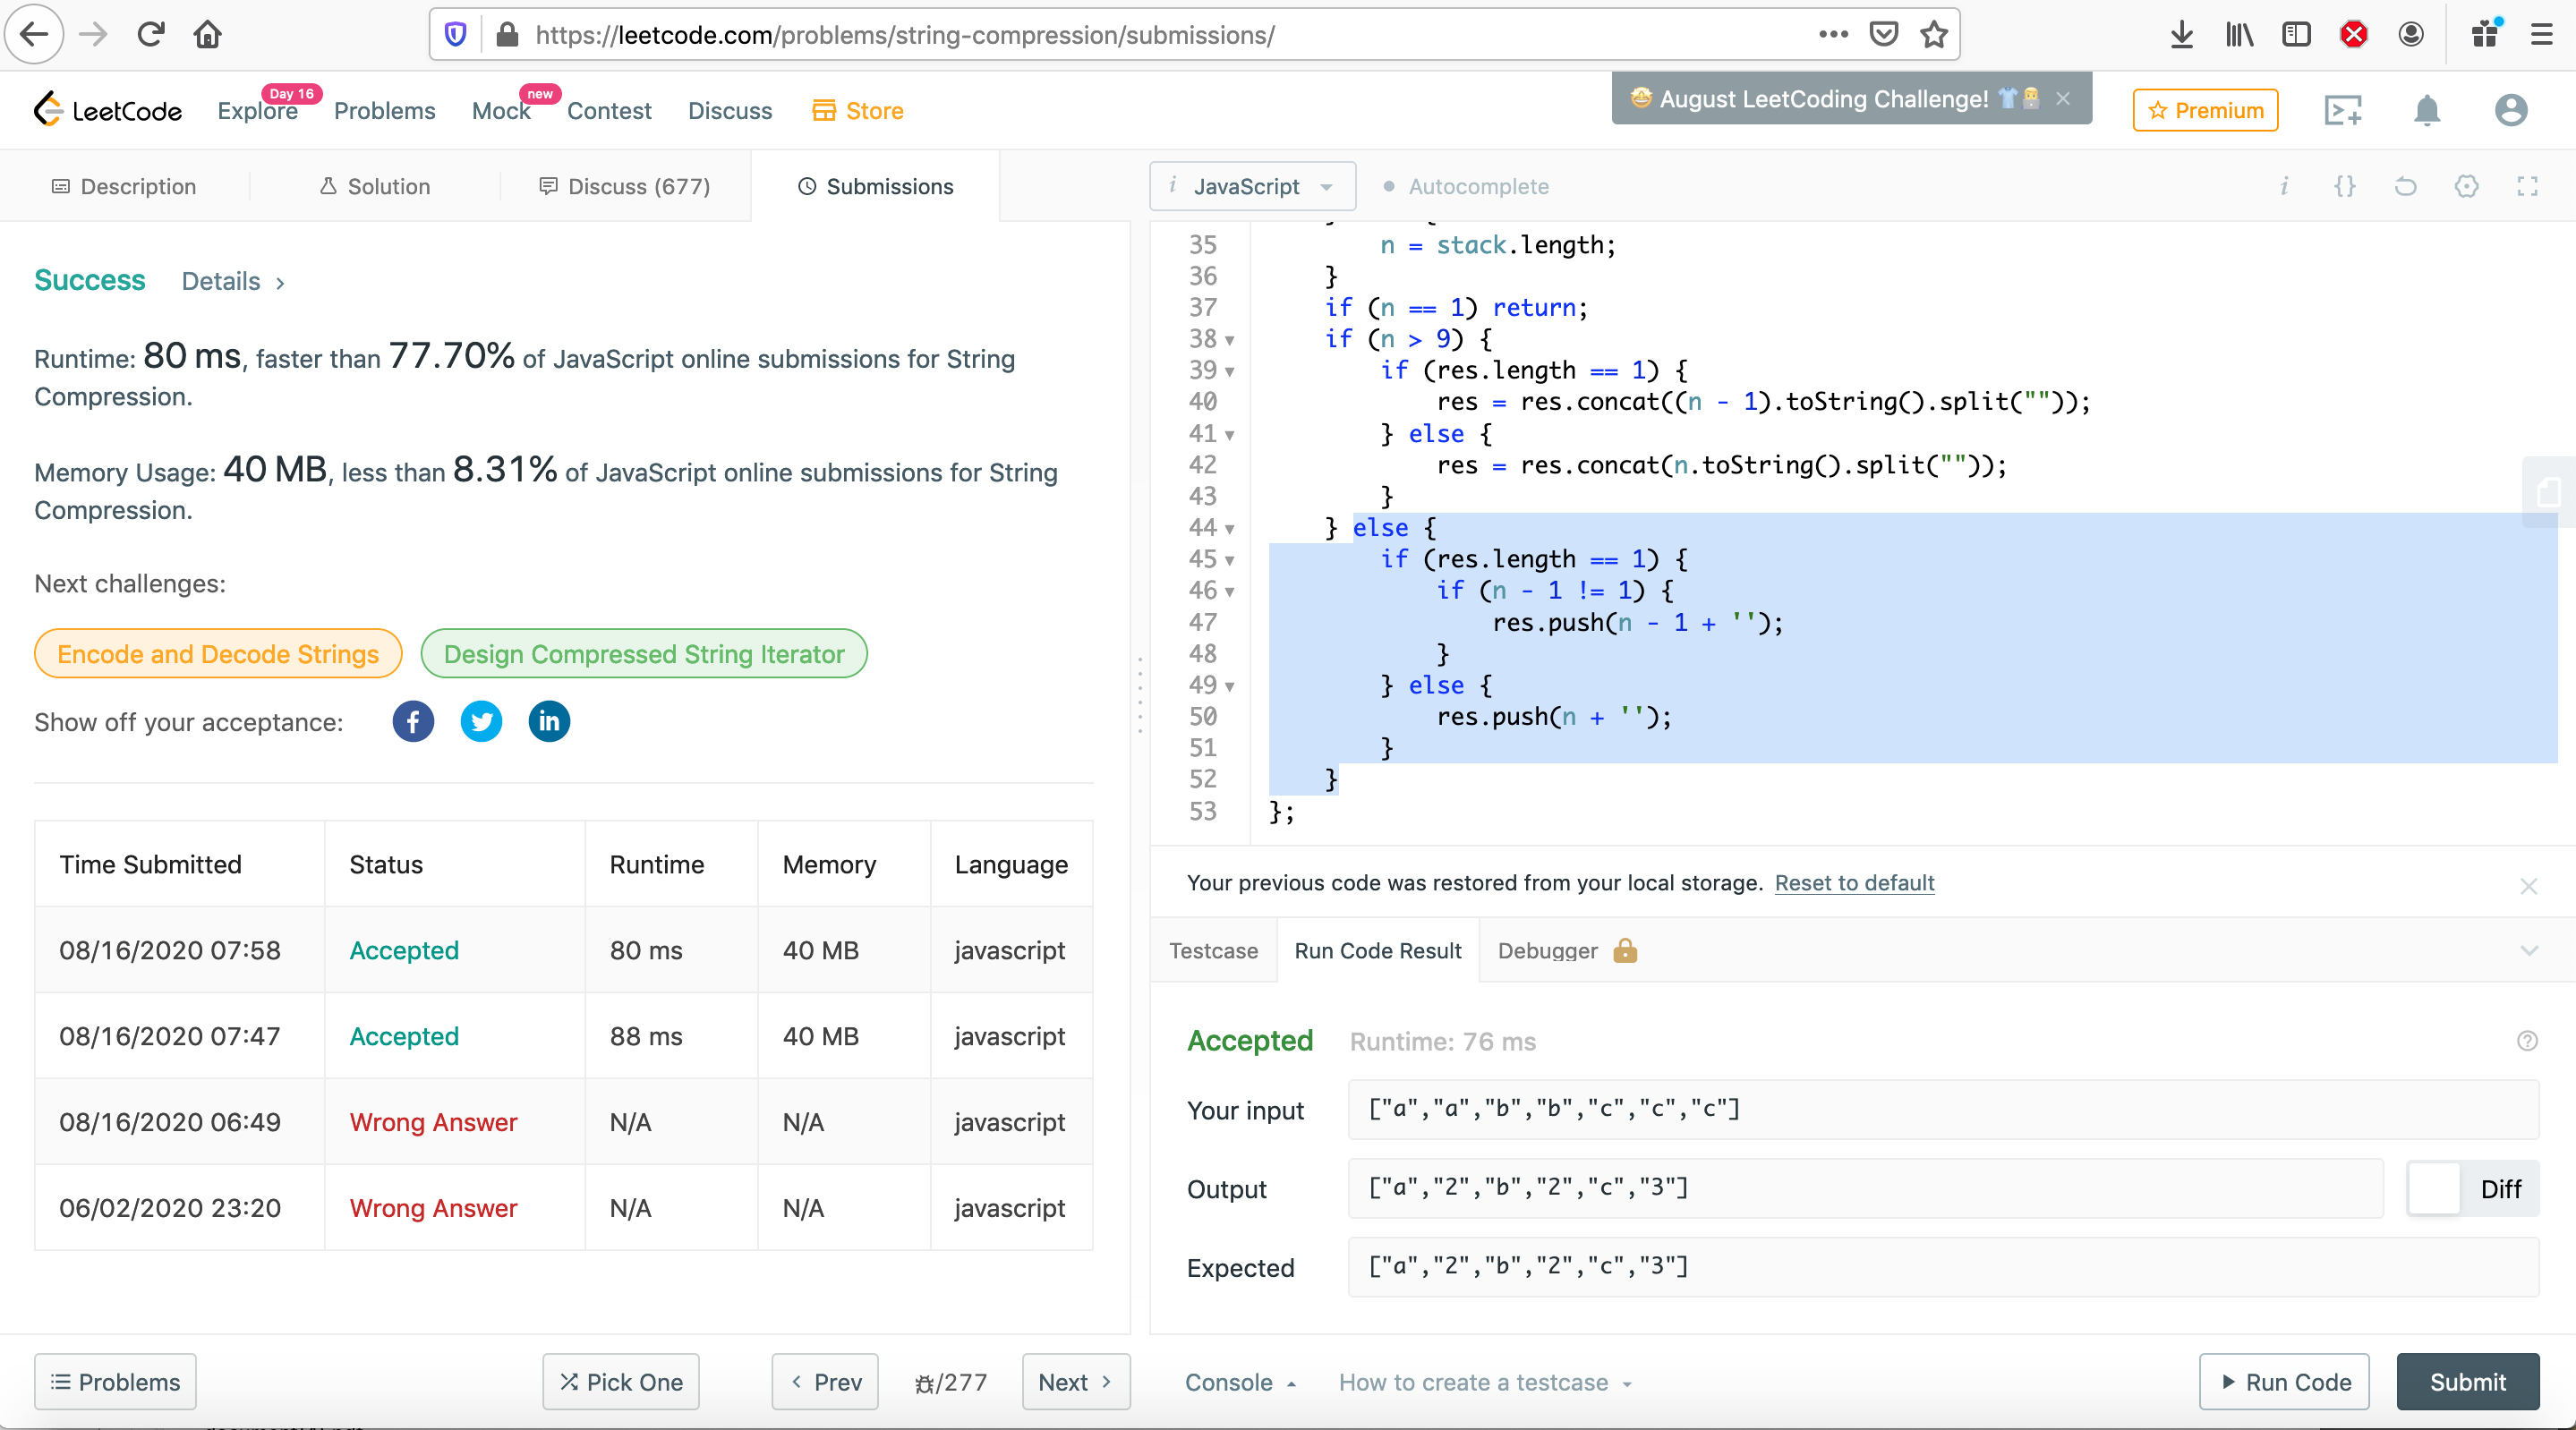 https://leetcode.com/problems/string-compression/submissions/
LeetCode
Explore
Day 16
Problems
Mock
new
Contest
Discuss
Store
🤩 August LeetCoding Challenge!
Premium
Description
Solution
Discuss (677)
Submissions
Success
Details >
Runtime: 80 ms, faster than 77.70% of JavaScript online submissions for String
Compression.
Memory Usage: 40 MB, less than 8.31% of JavaScript online submissions for String
Compression.
Next challenges:
Encode and Decode Strings
Design Compressed String Iterator
Show off your acceptance:
Time Submitted Status Runtime Memory Language
08/16/2020 07:58 Accepted 80 ms 40 MB javascript
08/16/2020 07:47 Accepted 88 ms 40 MB javascript
08/16/2020 06:49 Wrong Answer N/A N/A javascript
06/02/2020 23:20 Wrong Answer N/A N/A javascript
Problems
Pick One
< Prev
/277
Next >
i JavaScript
Autocomplete
35 n = stack.length;
36 }
37 if (n == 1) return;
38 if (n > 9) {
39 if (res.length == 1) {
40 res = res.concat((n - 1).toString().split(""));
41 } else {
42 res = res.concat(n.toString().split(""));
43 }
44 } else {
45 if (res.length == 1) {
46 if (n - 1 != 1) {
47 res.push(n - 1 + '');
48 }
49 } else {
50 res.push(n + '');
51 }
52 }
53 };
Your previous code was restored from your local storage. Reset to default
Testcase
Run Code Result
Debugger
Accepted Runtime: 76 ms
Your input ["a","a","b","b","c","c","c"]
Output ["a","2","b","2","c","3"]
Diff
Expected ["a","2","b","2","c","3"]
Console
How to create a testcase
Run Code
Submit